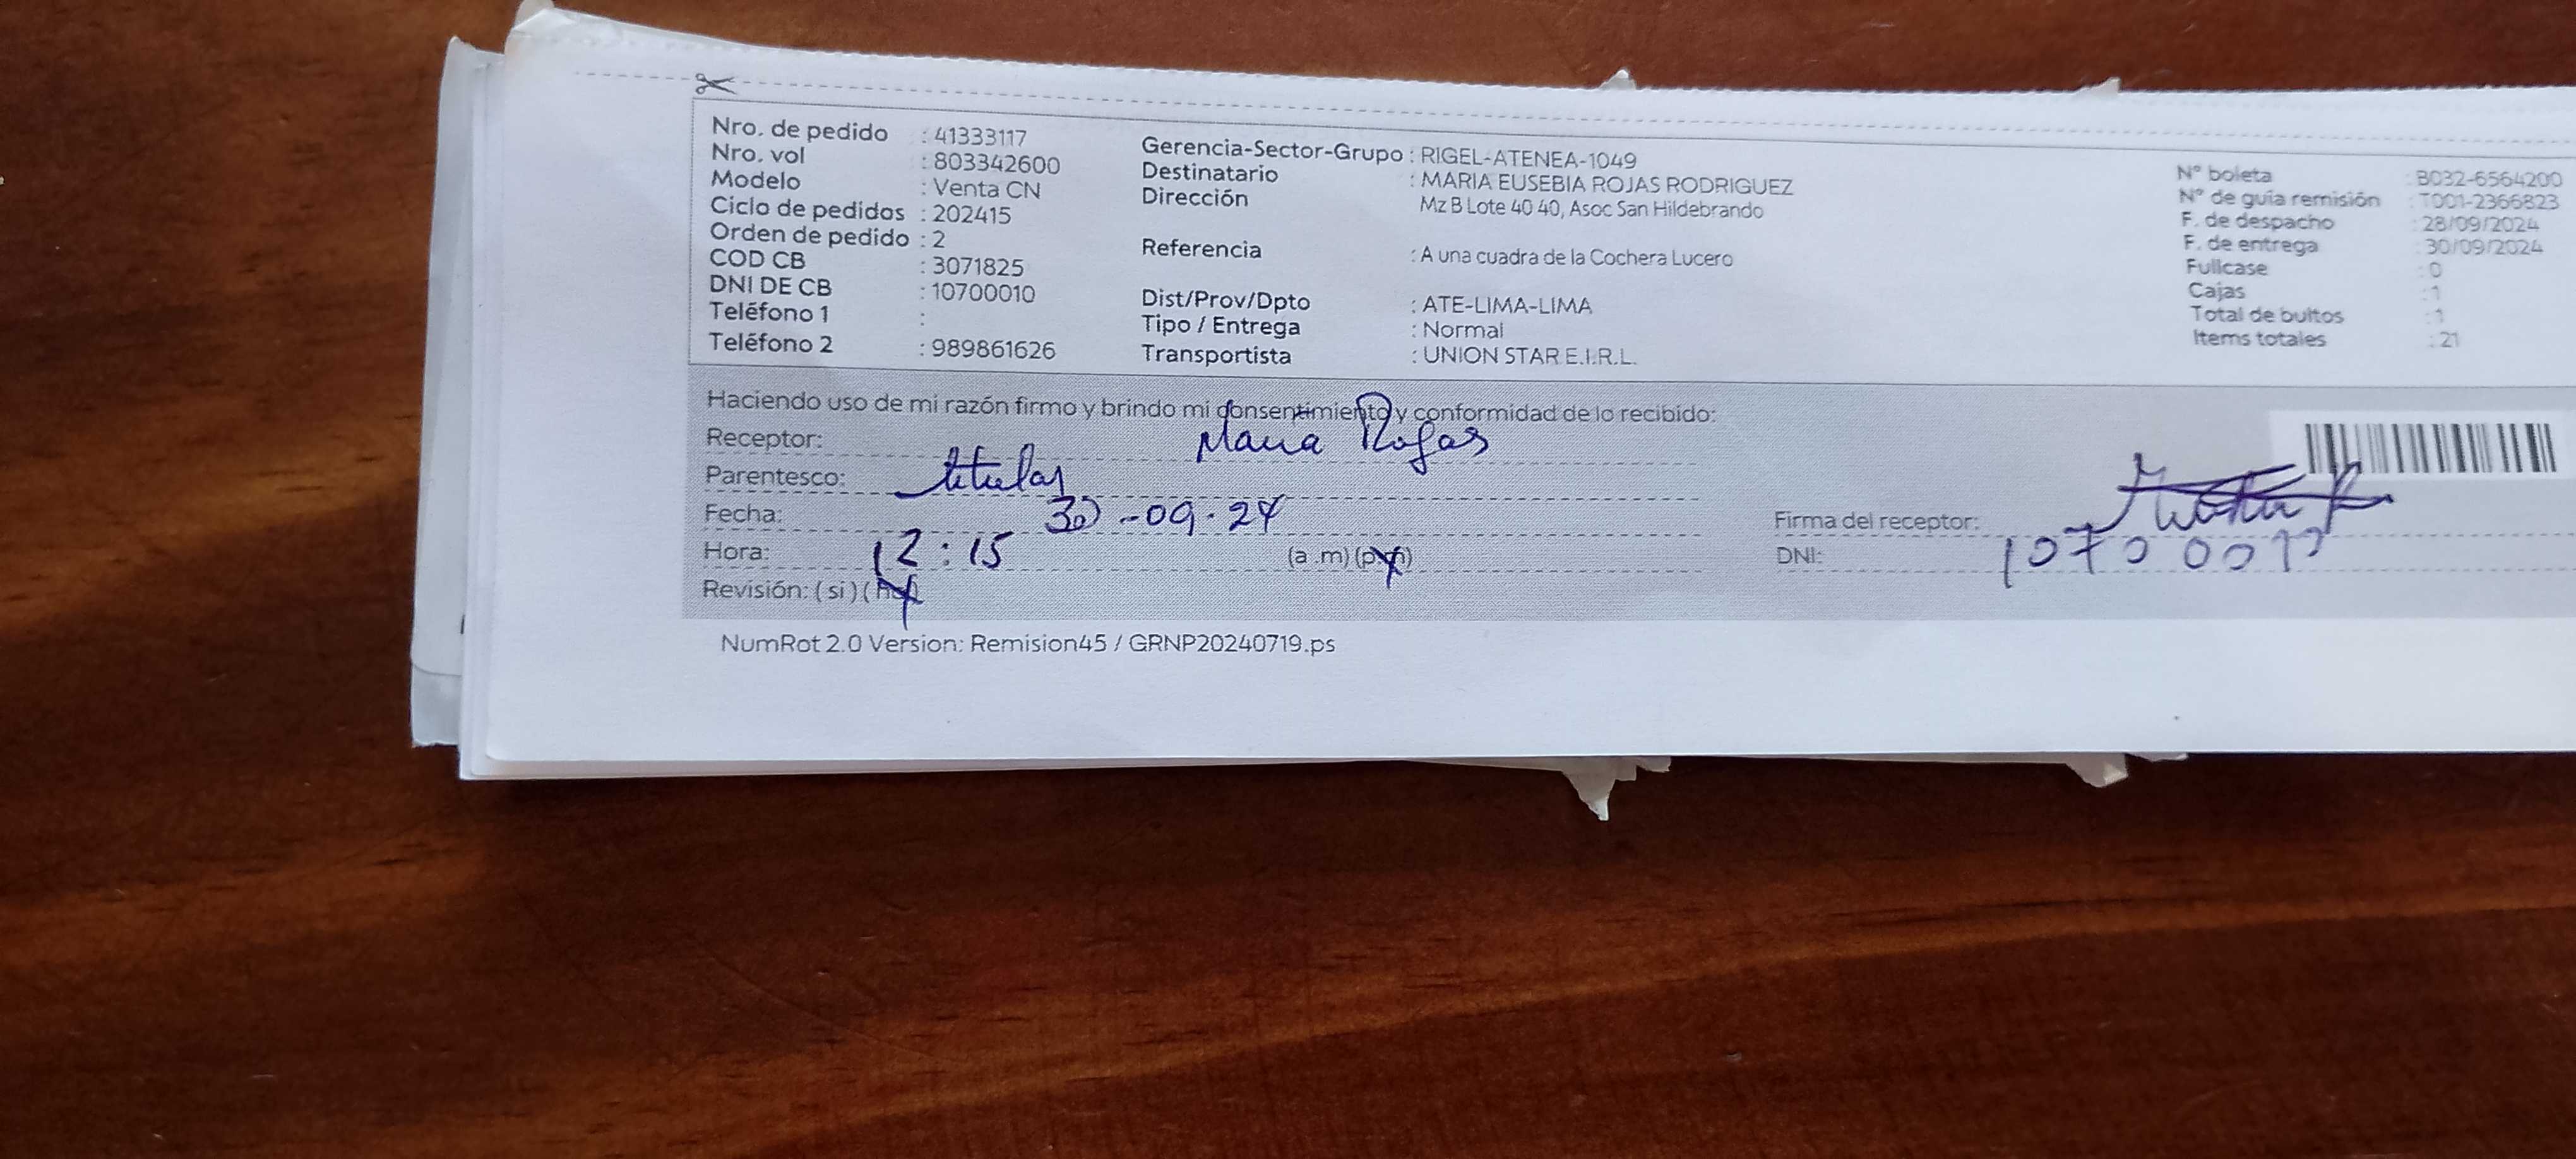 Nro. de pedido : 41333117
Nro. vol : 803342600
Modelo : Venta CN
Ciclo de pedidos : 202415
Orden de pedido : 2
COD CB : 3071825
DNI DE CB : 10700010
Teléfono 1 :
Teléfono 2 : 989861626
Gerencia-Sector-Grupo : RIGEL-ATENEA-1049
Destinatario : MARIA EUSEBIA ROJAS RODRIGUEZ
Dirección Mz B Lote 40 40, Asoc San Hildebrando
Referencia : A una cuadra de la Cochera Lucero
Dist/Prov/Dpto : ATE-LIMA-LIMA
Tipo / Entrega : Normal
Transportista : UNION STAR E.I.R.L.
N° boleta : B032-6564200
N° de guía remisión : T001-2366823
F. de despacho : 28/09/2024
F. de entrega : 30/09/2024
Fullcase : 0
Cajas : 1
Total de bultos : 1
Items totales : 21
Haciendo uso de mi razón firmo y brindo mi consentimiento y conformidad de lo recibido:
Receptor: Maria Rojas
Parentesco: titular
Fecha: 30-09-24
Hora: 12:15 (a.m) (p.m)
Revisión: ( si ) ( no )
Firma del receptor:
DNI: 10700010
NumRot 2.0 Version: Remision45 / GRNP20240719.ps